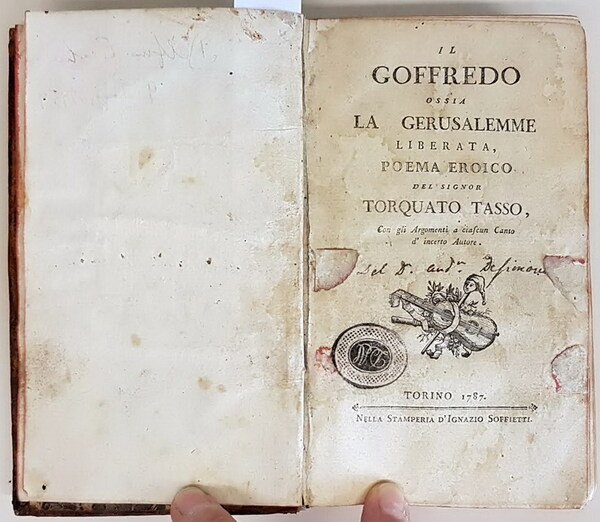 IL
GOFFREDO
OSSIA
LA GERUSALEMME
LIBERATA,
POEMA EROICO
DEL SIGNOR
TORQUATO TASSO,
Con gli Argomenti a ciascun Canto
d' incerto Autore.
Del D.
TORINO 1787.
NELLA STAMPERIA D'IGNAZIO SOFFIETTI.